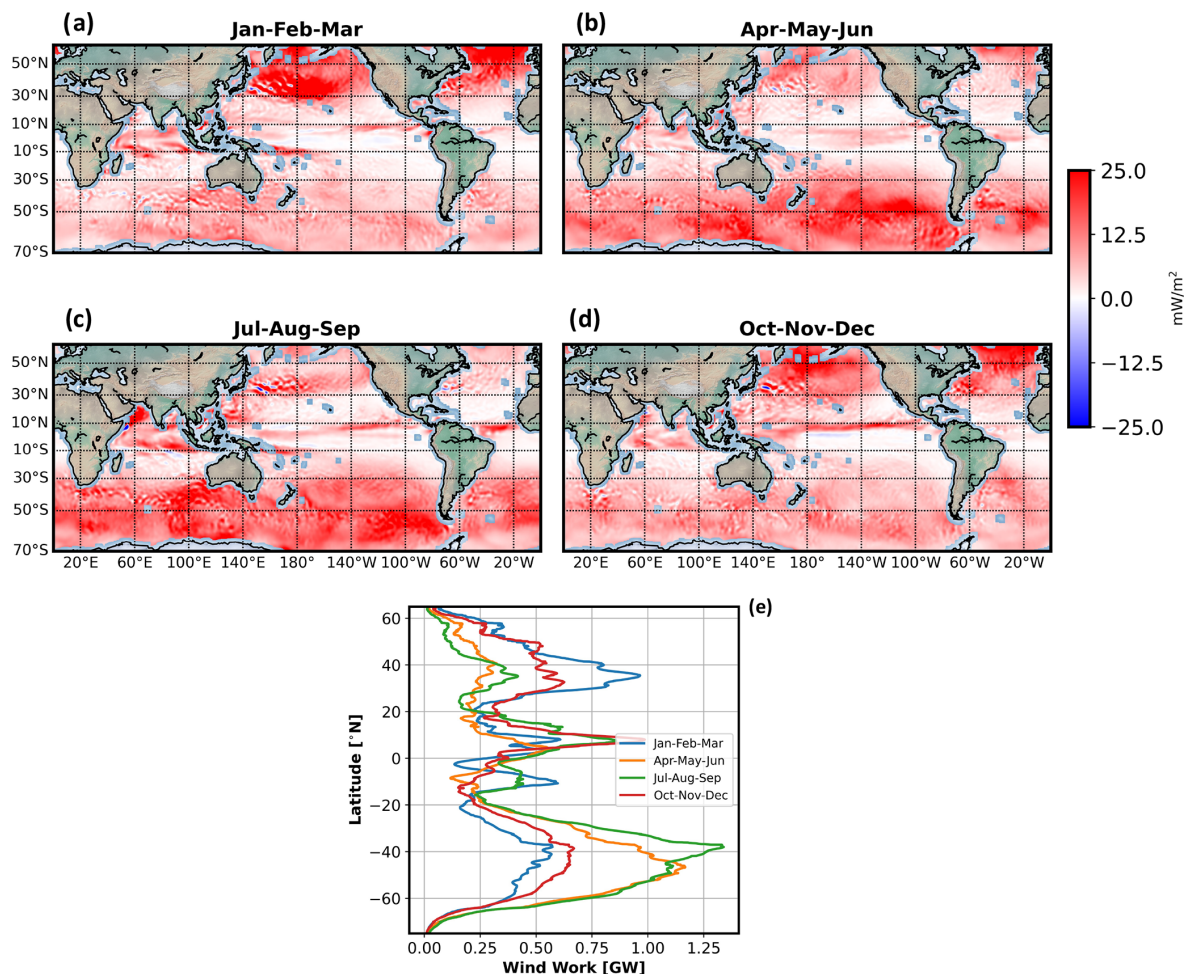 (a)
Jan-Feb-Mar
(b)
Apr-May-Jun
50°N
30°N
10°N
10°S
30°S
50°S
70°S
25.0
12.5
0.0
−12.5
−25.0
mW/m²
(c)
Jul-Aug-Sep
(d)
Oct-Nov-Dec
50°N
30°N
10°N
10°S
30°S
50°S
70°S
20°E 60°E 100°E 140°E 180° 140°W 100°W 60°W 20°W
20°E 60°E 100°E 140°E 180° 140°W 100°W 60°W 20°W
(e)
60
40
20
0
−20
−40
−60
Latitude [°N]
Jan-Feb-Mar
Apr-May-Jun
Jul-Aug-Sep
Oct-Nov-Dec
0.00 0.25 0.50 0.75 1.00 1.25
Wind Work [GW]